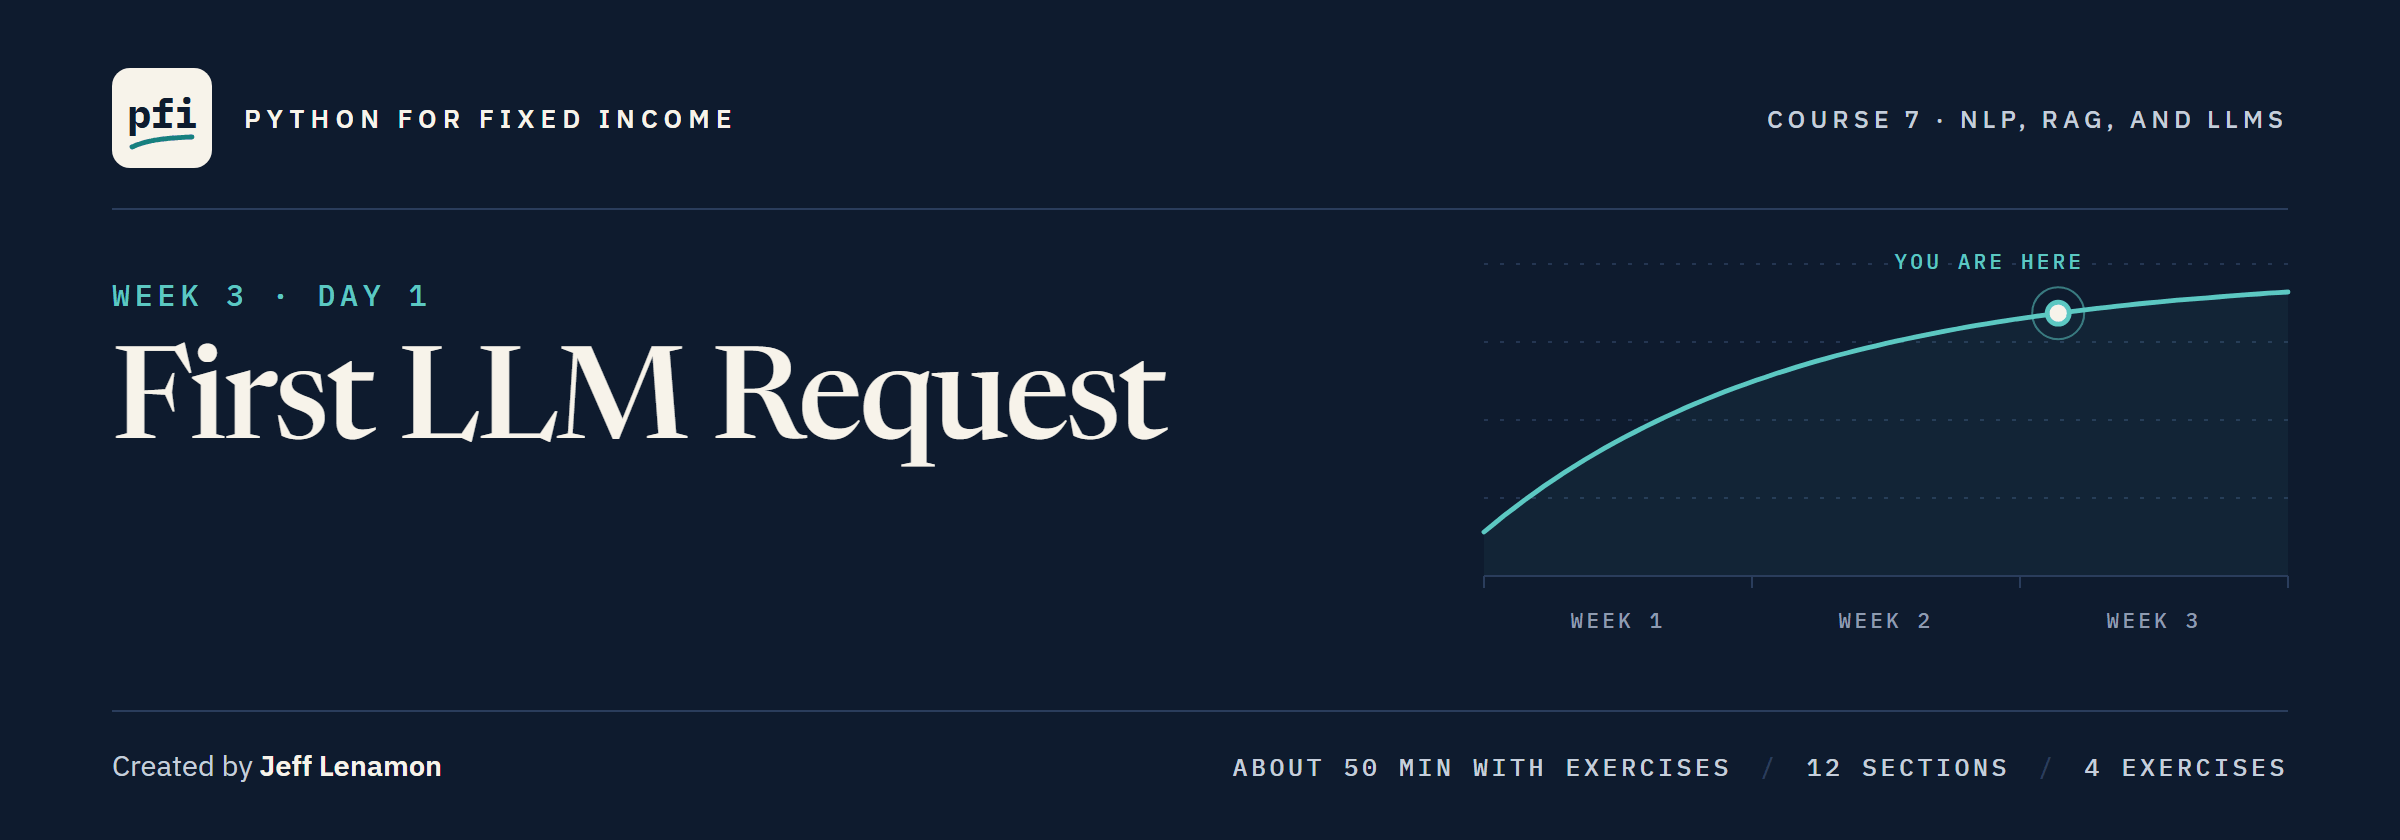 pfi
PYTHON FOR FIXED INCOME
COURSE 7 · NLP, RAG, AND LLMS
WEEK 3 · DAY 1
First LLM Request
YOU ARE HERE
WEEK 1
WEEK 2
WEEK 3
Created by Jeff Lenamon
ABOUT 50 MIN WITH EXERCISES / 12 SECTIONS / 4 EXERCISES